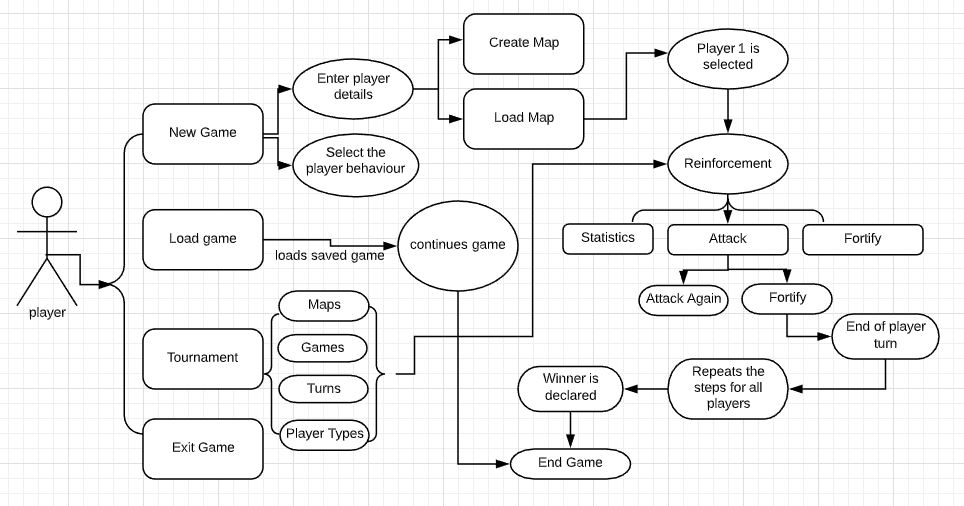 Create Map
Player 1 is
selected
Enter player
details
Load Map
New Game
Select the
player behaviour
Reinforcement
Load game
loads saved game
continues game
Statistics
Attack
Fortify
player
Maps
Attack Again
Fortify
Games
End of player
turn
Tournament
Turns
Winner is
declared
Repeats the
steps for all
players
Player Types
Exit Game
End Game